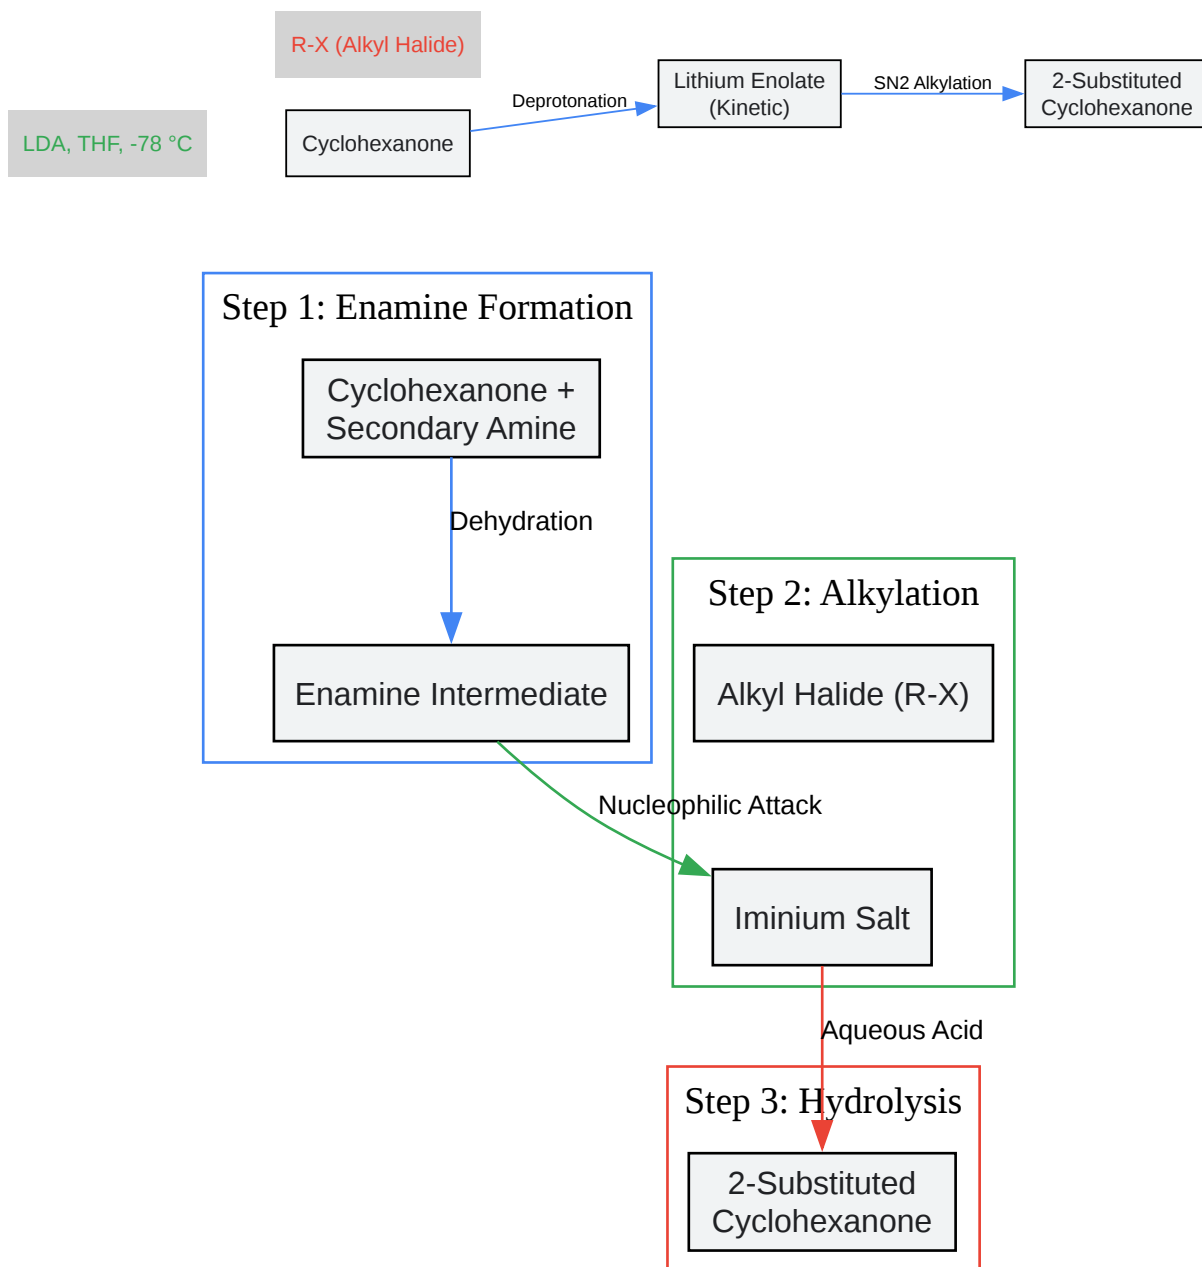 R-X (Alkyl Halide)
LDA, THF, -78 °C
Cyclohexanone
Deprotonation
Lithium Enolate
(Kinetic)
SN2 Alkylation
2-Substituted
Cyclohexanone
Step 1: Enamine Formation
Cyclohexanone +
Secondary Amine
Dehydration
Enamine Intermediate
Step 2: Alkylation
Alkyl Halide (R-X)
Nucleophilic Attack
Iminium Salt
Aqueous Acid
Step 3: Hydrolysis
2-Substituted
Cyclohexanone